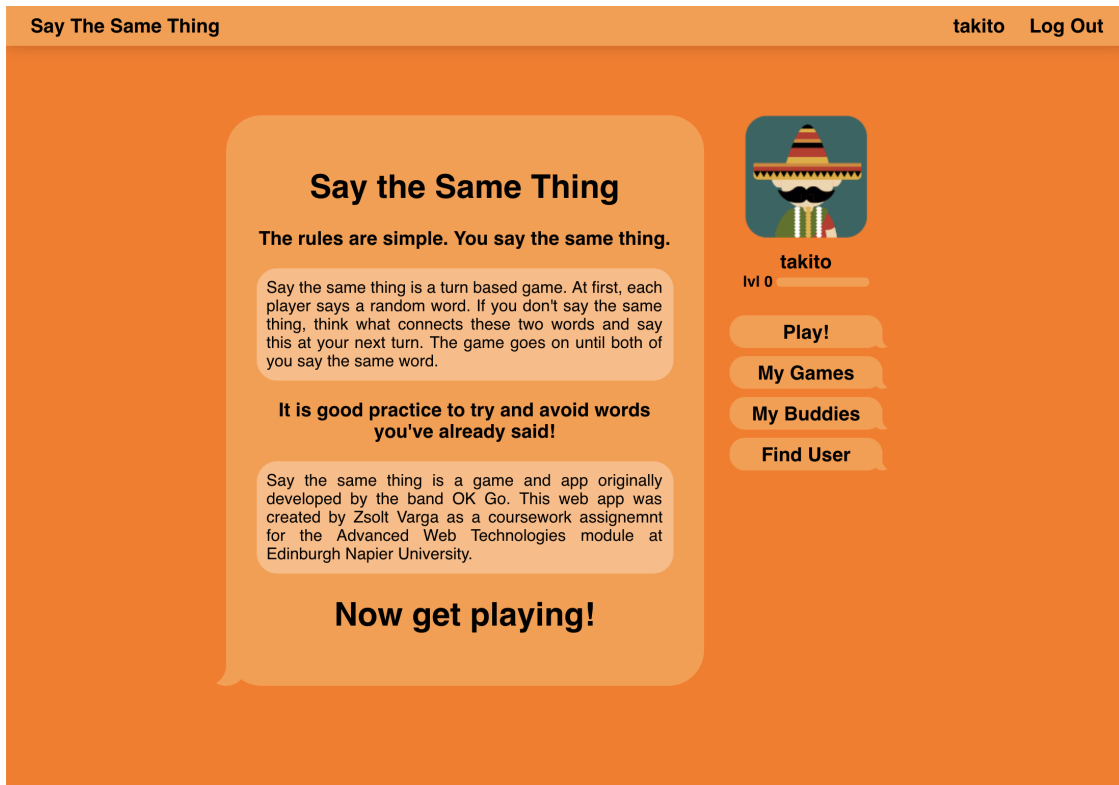 Say The Same Thing
takito
Log Out
Say the Same Thing
The rules are simple. You say the same thing.
Say the same thing is a turn based game. At first, each
player says a random word. If you don't say the same
thing, think what connects these two words and say
this at your next turn. The game goes on until both of
you say the same word.
It is good practice to try and avoid words
you've already said!
Say the same thing is a game and app originally
developed by the band OK Go. This web app was
created by Zsolt Varga as a coursework assignemnt
for the Advanced Web Technologies module at
Edinburgh Napier University.
Now get playing!
takito
lvl 0
Play!
My Games
My Buddies
Find User